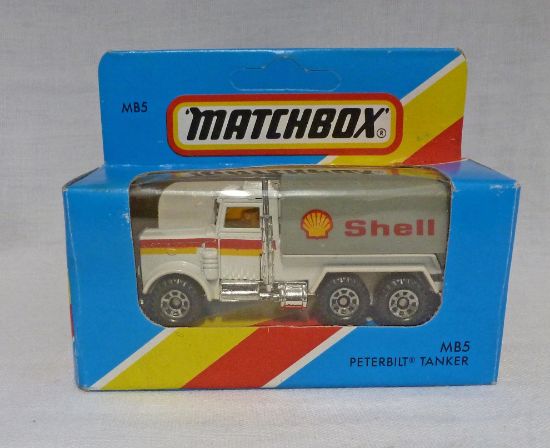 MB5
MATCHBOX®
Shell
MB5
PETERBILT® TANKER